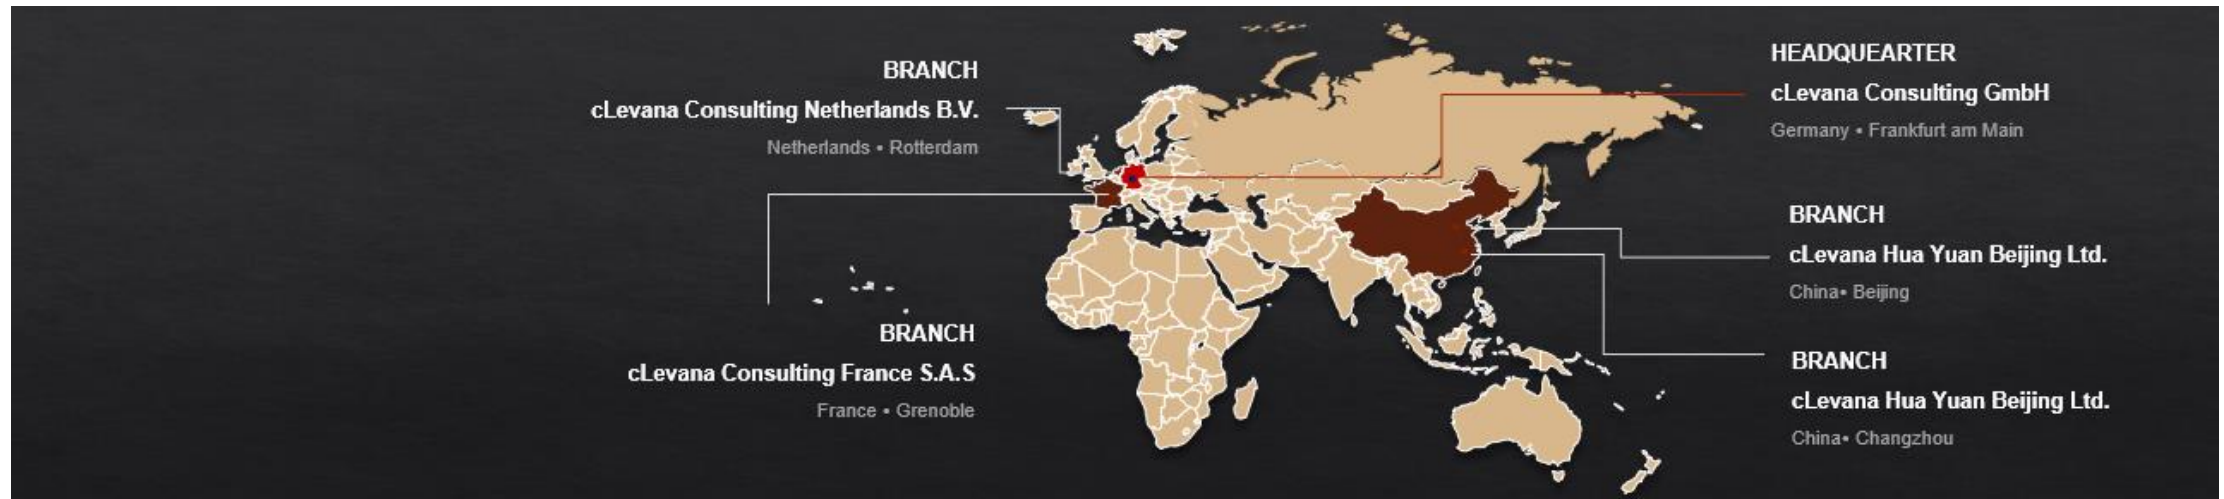 BRANCH
cLevana Consulting Netherlands B.V.
Netherlands • Rotterdam
BRANCH
cLevana Consulting France S.A.S
France • Grenoble
HEADQUEARTER
cLevana Consulting GmbH
Germany • Frankfurt am Main
BRANCH
cLevana Hua Yuan Beijing Ltd.
China• Beijing
BRANCH
cLevana Hua Yuan Beijing Ltd.
China• Changzhou